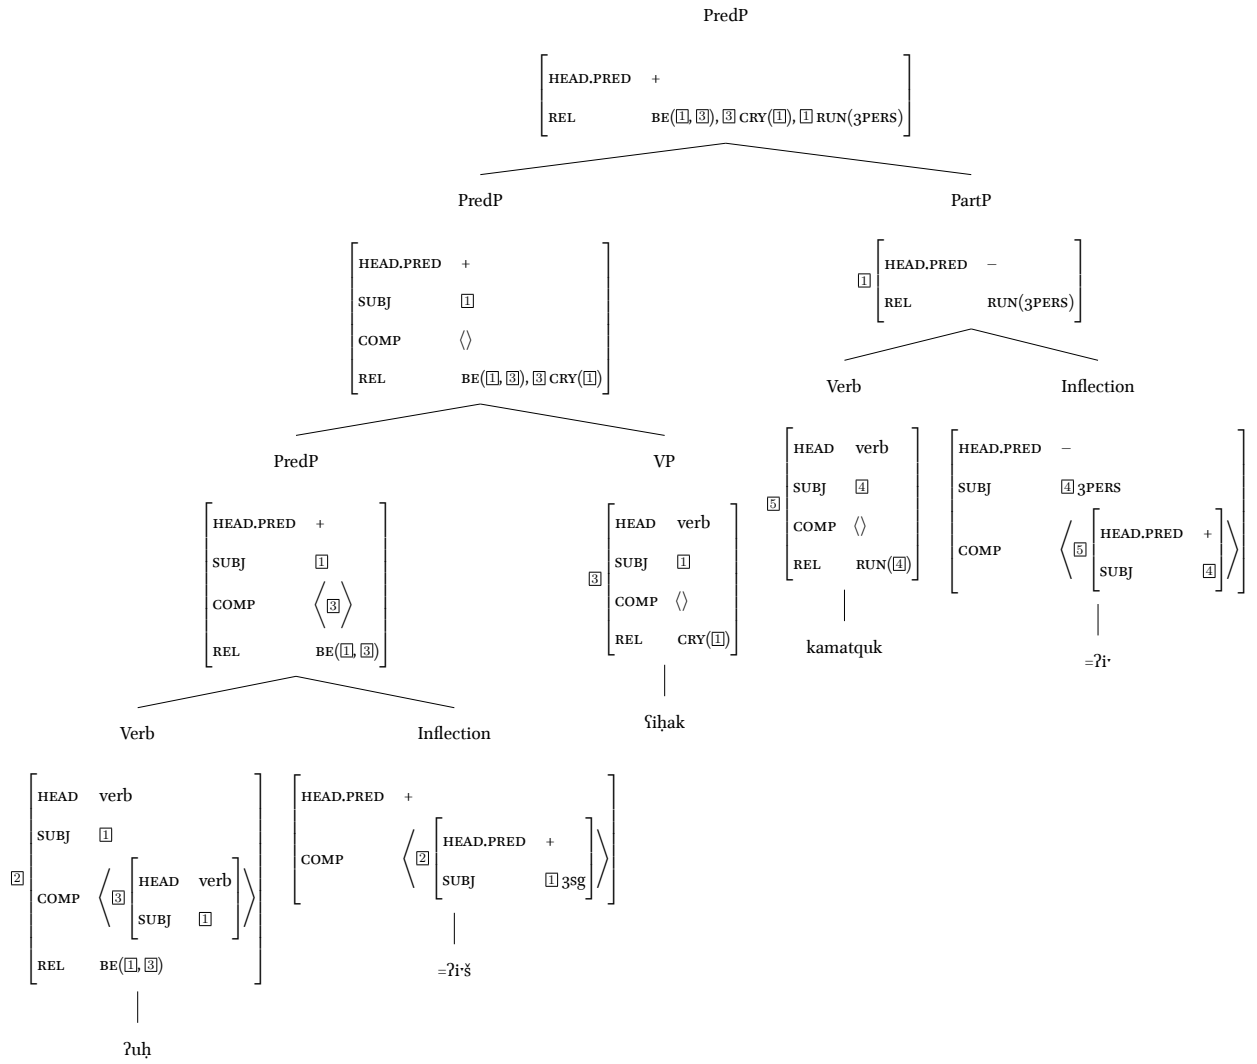 PredP
HEAD.PRED +
REL BE(1, 3), 3 CRY(1), 1 RUN(3PERS)
PredP PartP
HEAD.PRED +
SUBJ 1
COMP ⟨⟩
REL BE(1, 3), 3 CRY(1)
1 HEAD.PRED −
REL RUN(3PERS)
PredP VP
HEAD.PRED +
SUBJ 1
COMP ⟨3⟩
REL BE(1, 3)
3 HEAD verb
SUBJ 1
COMP ⟨⟩
REL CRY(1)
ʕiḥak
Verb Inflection
5 HEAD verb
SUBJ 4
COMP ⟨⟩
REL RUN(4)
kamatquk
HEAD.PRED −
SUBJ 4 3PERS
COMP ⟨5 [HEAD.PRED +
SUBJ 4]⟩
=ʔi·
Verb Inflection
2 HEAD verb
SUBJ 1
COMP ⟨3 [HEAD verb
SUBJ 1]⟩
REL BE(1, 3)
ʔuḥ
HEAD.PRED +
COMP ⟨2 [HEAD.PRED +
SUBJ 1 3sg]⟩
=ʔi·š